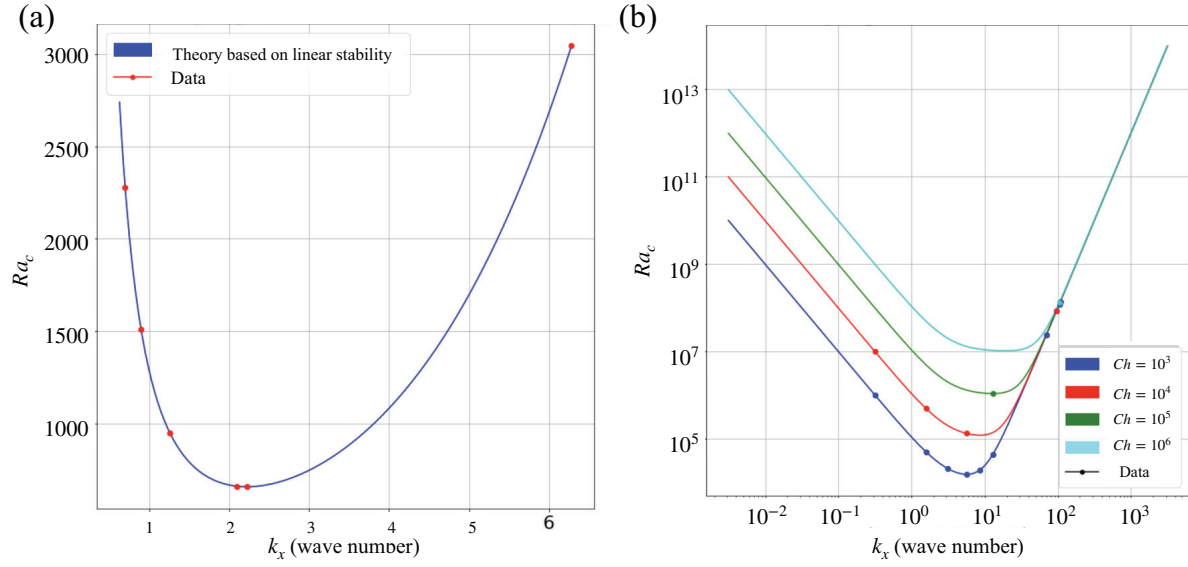 (a)
3000
2500
2000
1500
1000
Ra_c
1 2 3 4 5 6
k_x (wave number)
Theory based on linear stability
Data
(b)
10^13
10^11
10^9
10^7
10^5
Ra_c
10^−2 10^−1 10^0 10^1 10^2 10^3
k_x (wave number)
Ch = 10^3
Ch = 10^4
Ch = 10^5
Ch = 10^6
Data